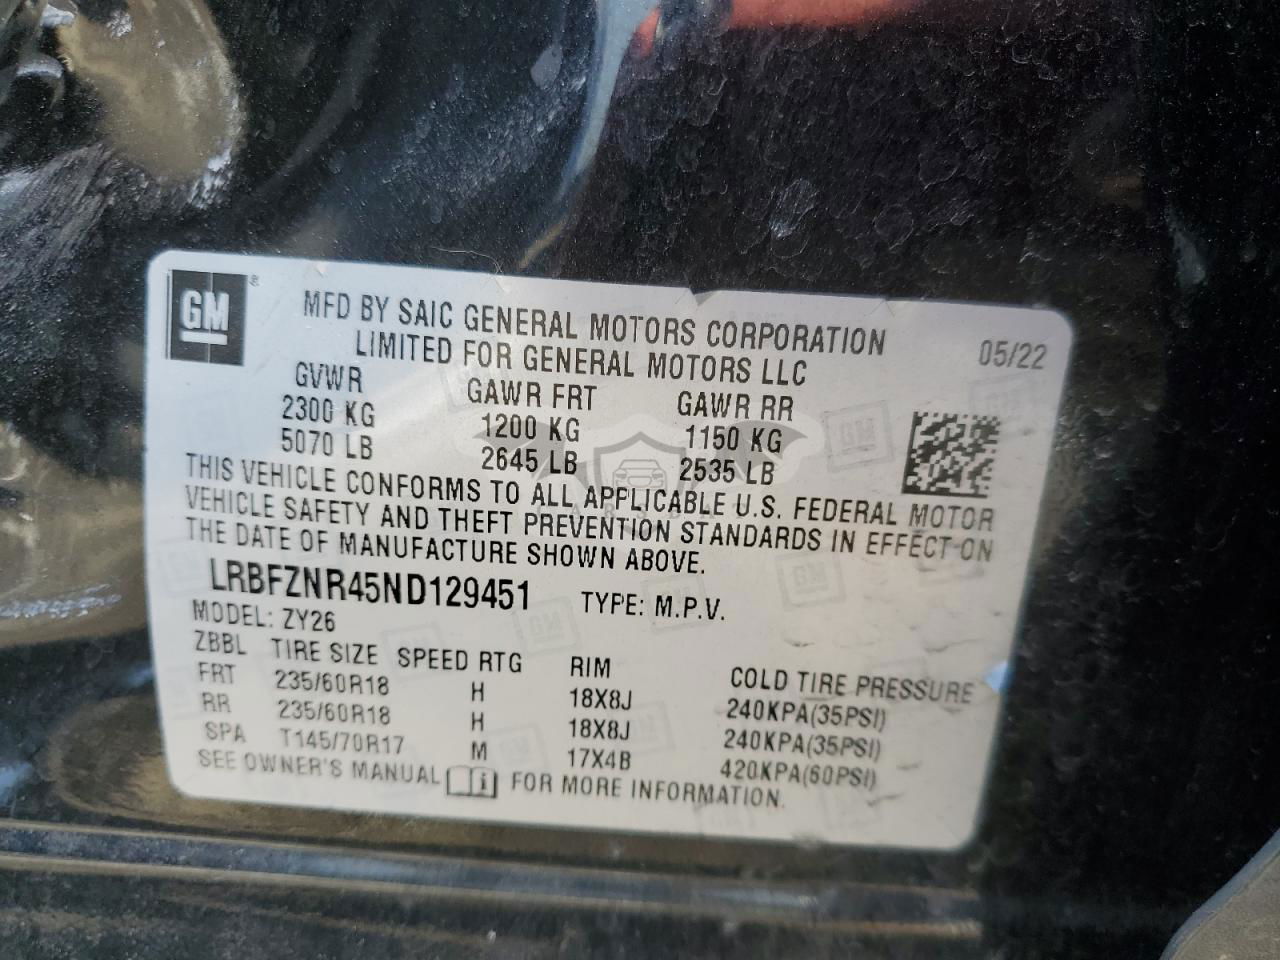 GM
MFD BY SAIC GENERAL MOTORS CORPORATION
LIMITED FOR GENERAL MOTORS LLC
05/22
GVWR GAWR FRT GAWR RR
2300 KG 1200 KG 1150 KG
5070 LB 2645 LB 2535 LB
THIS VEHICLE CONFORMS TO ALL APPLICABLE U.S. FEDERAL MOTOR
VEHICLE SAFETY AND THEFT PREVENTION STANDARDS IN EFFECT ON
THE DATE OF MANUFACTURE SHOWN ABOVE.
LRBFZNR45ND129451 TYPE: M.P.V.
MODEL: ZY26
ZBBL TIRE SIZE SPEED RTG RIM COLD TIRE PRESSURE
FRT 235/60R18 H 18X8J 240KPA(35PSI)
RR 235/60R18 H 18X8J 240KPA(35PSI)
SPA T145/70R17 M 17X4B 420KPA(60PSI)
SEE OWNER'S MANUAL i FOR MORE INFORMATION.